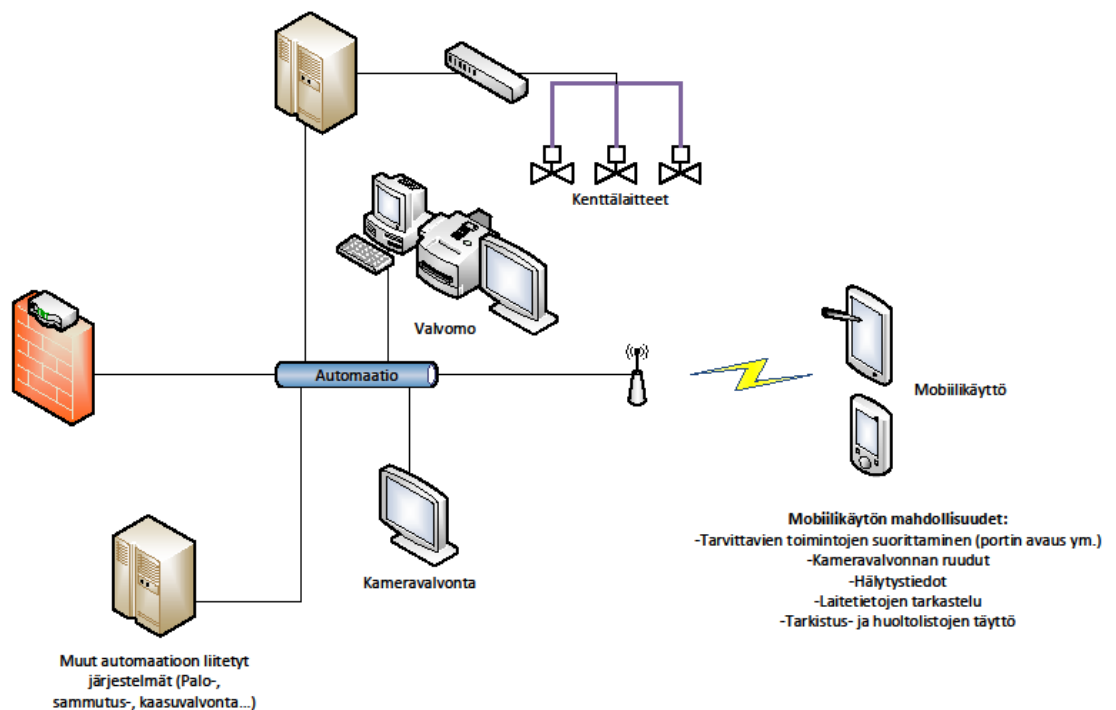 Kenttälaitteet
Valvomo
Automaatio
Mobiilikäyttö
Kameravalvonta
Mobiilikäytön mahdollisuudet:
-Tarvittavien toimintojen suorittaminen (portin avaus ym.)
-Kameravalvonnan ruudut
-Hälytystiedot
-Laitetietojen tarkastelu
-Tarkistus- ja huoltolistojen täyttö
Muut automaatioon liitetyt
järjestelmät (Palo-,
sammutus-, kaasuvalvonta...)